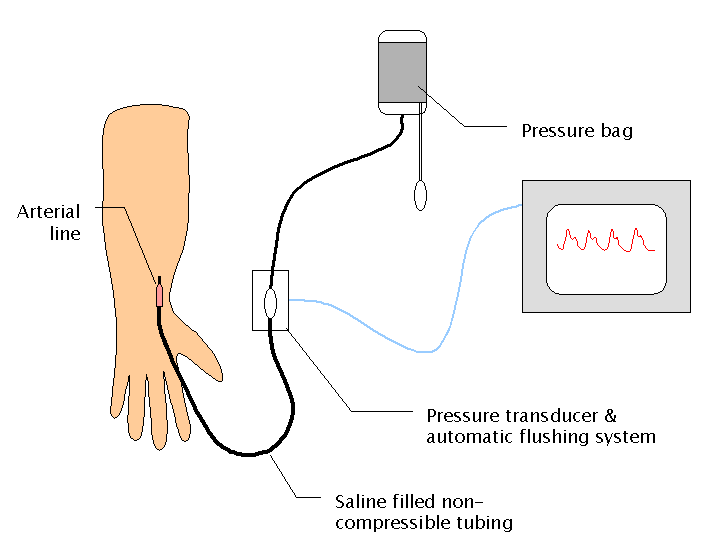 Pressure bag
Arterial
line
Pressure transducer &
automatic flushing system
Saline filled non-
compressible tubing